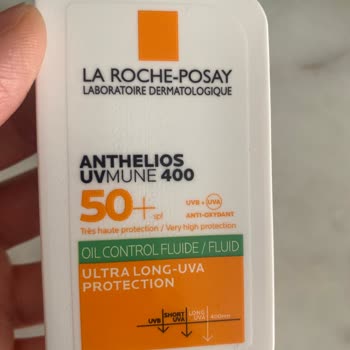 LA ROCHE-POSAY
LABORATOIRE DERMATOLOGIQUE
ANTHELIOS
UVMUNE 400
50+ spf
UVB + UVA
ANTI-OXYDANT
Très haute protection / Very high protection
OIL CONTROL FLUIDE / FLUID
ULTRA LONG-UVA
PROTECTION
UVB
SHORT UVA
LONG UVA
400nm